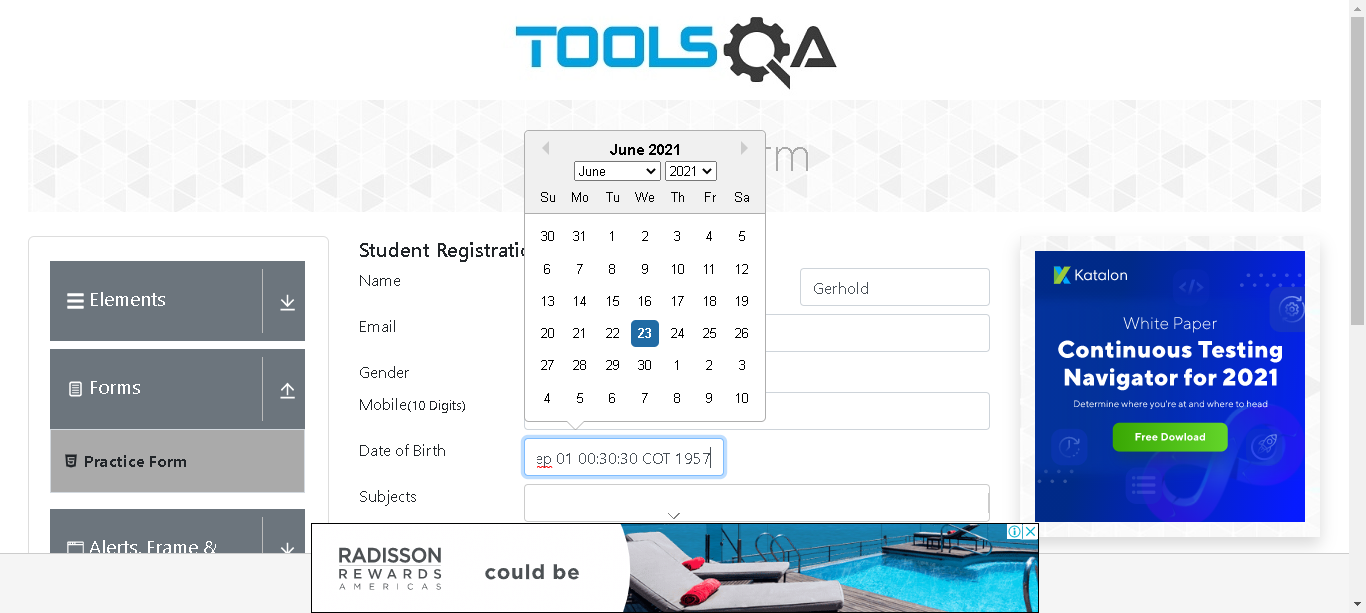 TOOLSQA
rm
June 2021
June 2021
Su Mo Tu We Th Fr Sa
30 31 1 2 3 4 5
6 7 8 9 10 11 12
13 14 15 16 17 18 19
20 21 22 23 24 25 26
27 28 29 30 1 2 3
4 5 6 7 8 9 10
Elements
Forms
Practice Form
Alerts, Frame &
Student Registratio
Name
Gerhold
Email
Gender
Mobile(10 Digits)
Date of Birth
ep 01 00:30:30 COT 1957
Subjects
Katalon
White Paper
Continuous Testing
Navigator for 2021
Determine where you're at and where to head
Free Dowload
RADISSON
REWARDS
AMERICAS
could be